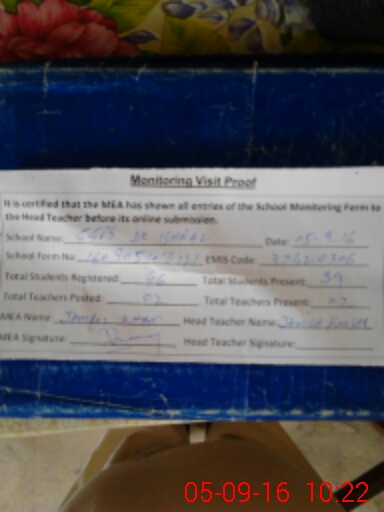 Monitoring Visit Proof
It is certified that the MEA has shown all entries of the School Monitoring Form to
the Head Teacher before its online submission.
School Name: Date: 05-9-16
School Form No EMIS Code:
Total Students Registered: 46 Total Students Present: 39
Total Teachers Posted: 02 Total Teachers Present: 02
MEA Name: Head Teacher Name:
MEA Signature: Head Teacher Signature:
05-09-16 10:22